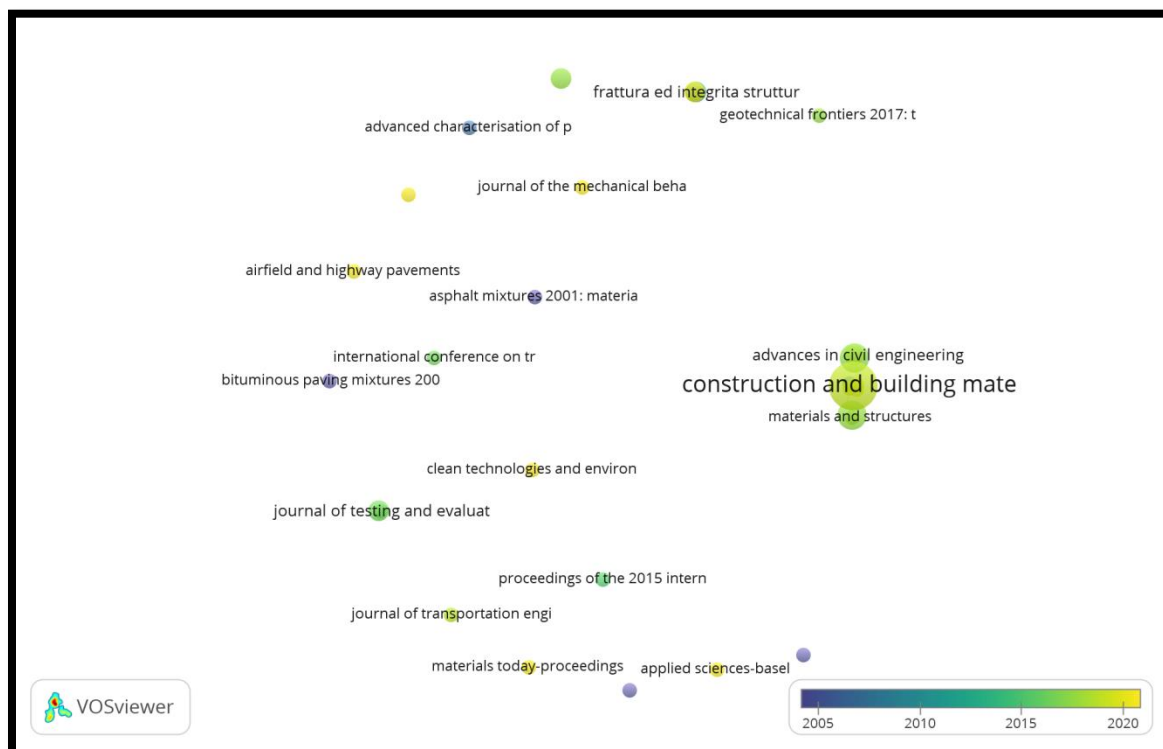 frattura ed integrita struttur
geotechnical frontiers 2017: t
advanced characterisation of p
journal of the mechanical beha
airfield and highway pavements
asphalt mixtures 2001: materia
international conference on tr
advances in civil engineering
bituminous paving mixtures 200
construction and building mate
materials and structures
clean technologies and environ
journal of testing and evaluat
proceedings of the 2015 intern
journal of transportation engi
materials today-proceedings
applied sciences-basel
VOSviewer
2005 2010 2015 2020